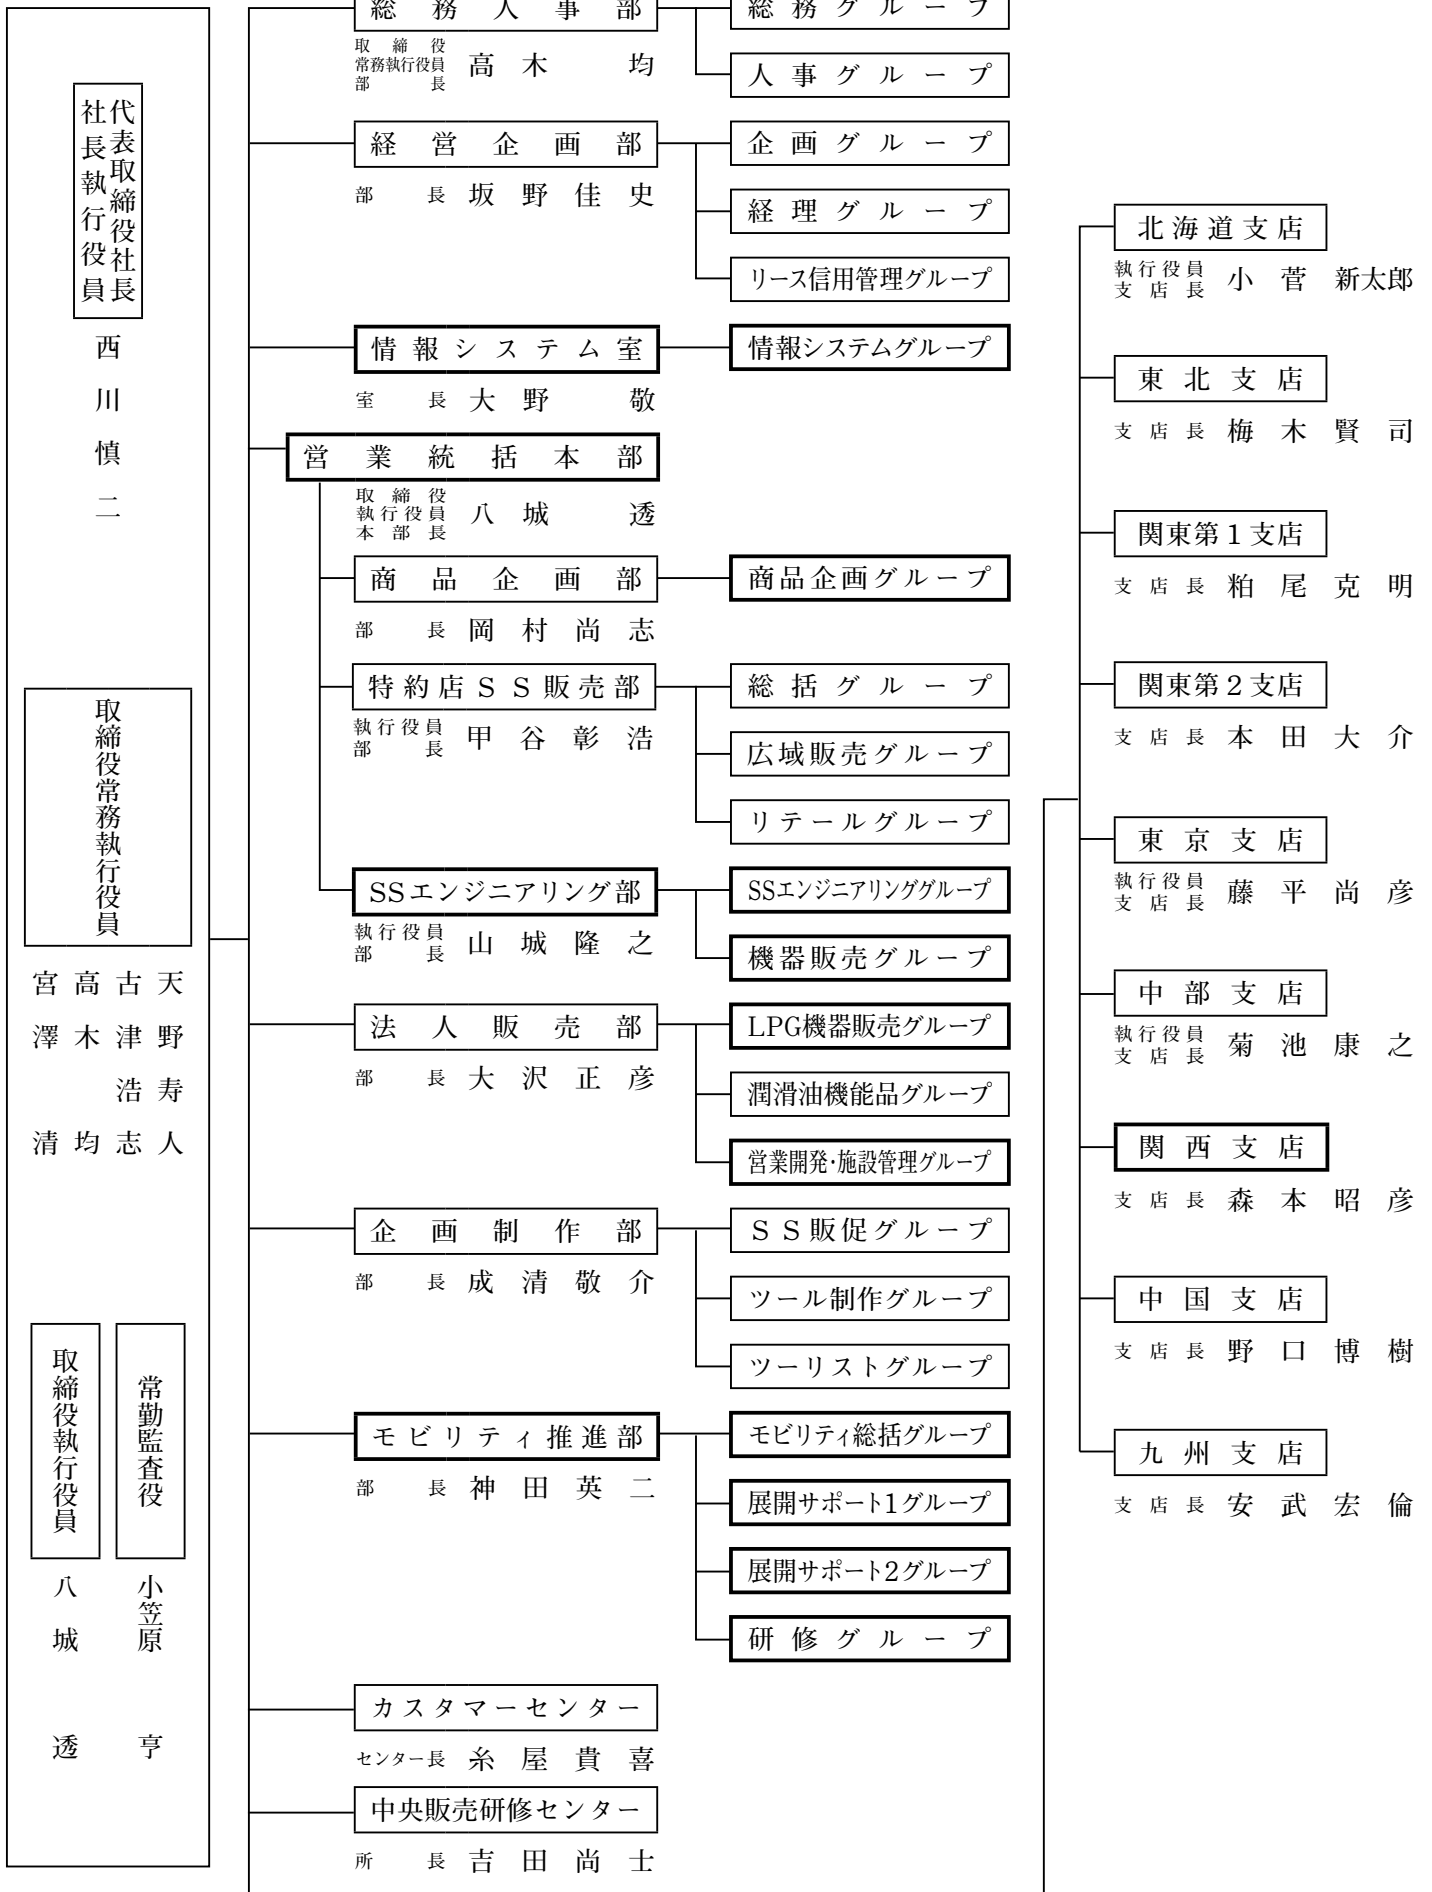 代表取締役社長
社長執行役員
西川慎二
取締役常務執行役員
天野寿人
古津浩志
高木均
宮澤清
常勤監査役
小笠原亨
取締役執行役員
八城透
総務人事部
取締役
常務執行役員
部長
高木均
総務グループ
人事グループ
経営企画部
部長 坂野佳史
企画グループ
経理グループ
リース信用管理グループ
情報システム室
室長 大野敬
情報システムグループ
営業統括本部
取締役
執行役員
本部長
八城透
商品企画部
部長 岡村尚志
商品企画グループ
特約店ＳＳ販売部
執行役員
部長
甲谷彰浩
総括グループ
広域販売グループ
リテールグループ
SSエンジニアリング部
執行役員
部長
山城隆之
SSエンジニアリンググループ
機器販売グループ
法人販売部
部長 大沢正彦
LPG機器販売グループ
潤滑油機能品グループ
営業開発・施設管理グループ
企画制作部
部長 成清敬介
ＳＳ販促グループ
ツール制作グループ
ツーリストグループ
モビリティ推進部
部長 神田英二
モビリティ総括グループ
展開サポート1グループ
展開サポート2グループ
研修グループ
カスタマーセンター
センター長 糸屋貴喜
中央販売研修センター
所長 吉田尚士
北海道支店
執行役員
支店長
小菅新太郎
東北支店
支店長 梅木賢司
関東第1支店
支店長 粕尾克明
関東第2支店
支店長 本田大介
東京支店
執行役員
支店長
藤平尚彦
中部支店
執行役員
支店長
菊池康之
関西支店
支店長 森本昭彦
中国支店
支店長 野口博樹
九州支店
支店長 安武宏倫